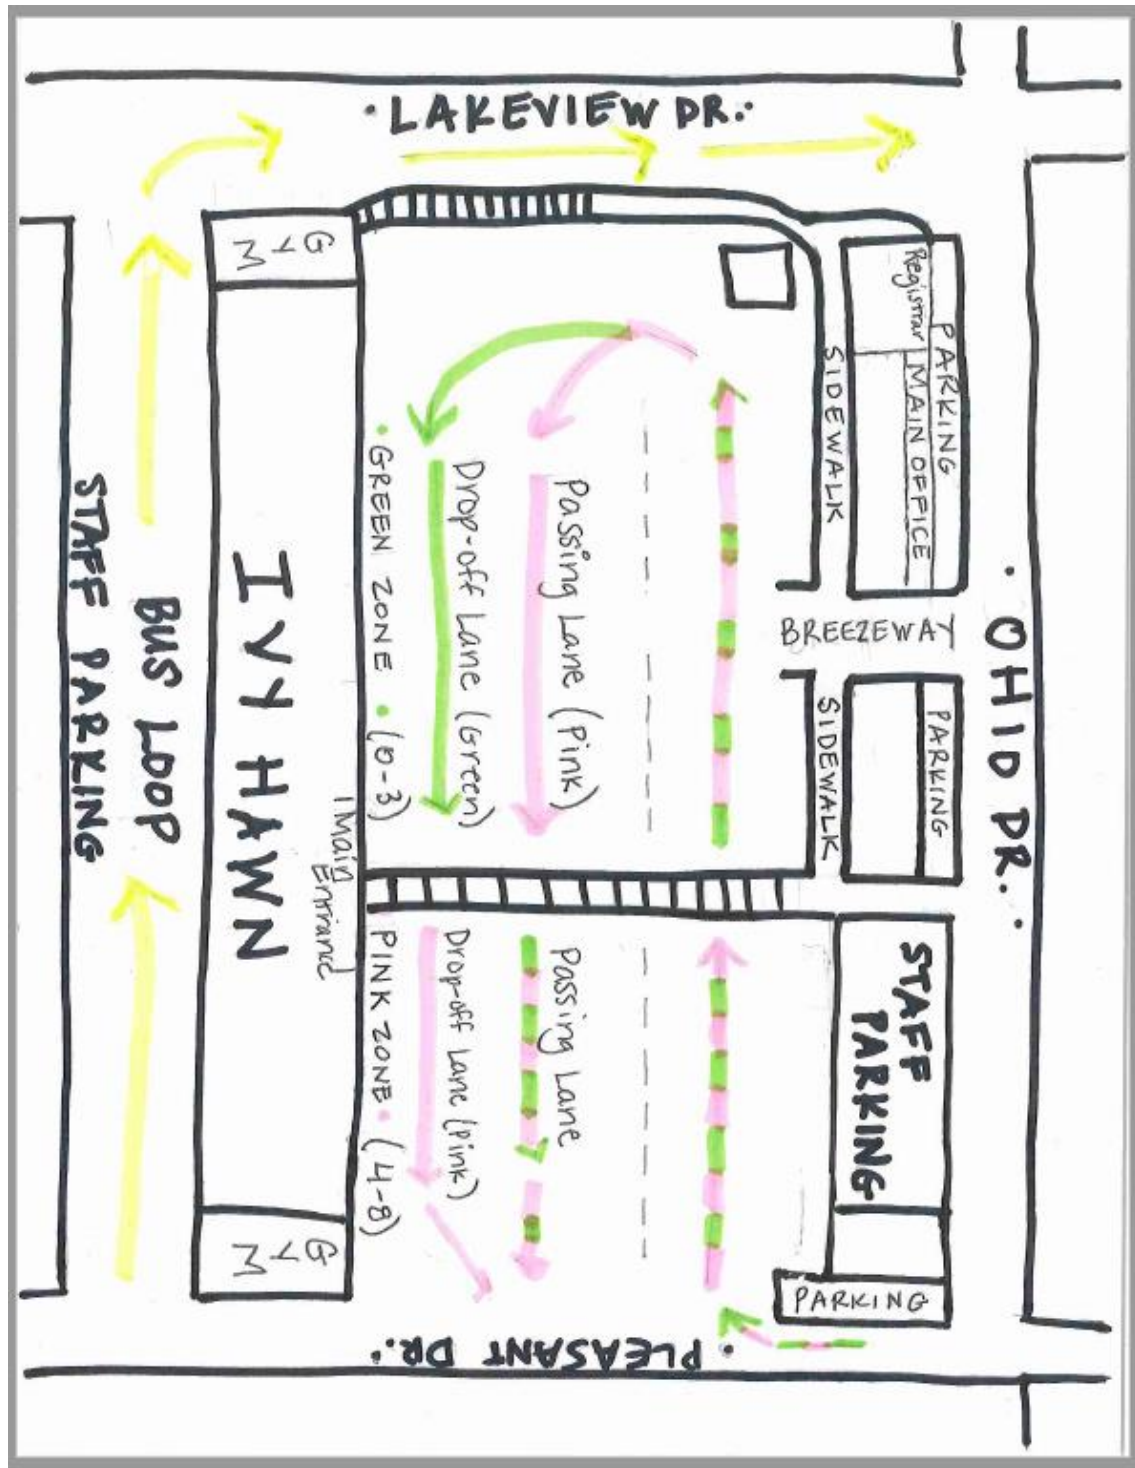 • LAKEVIEW DR. •
GYM
Registrar
PARKING
MAIN OFFICE
SIDEWALK
• GREEN ZONE • (0-3)
Drop-off Lane (Green)
Passing Lane (Pink)
STAFF PARKING
BUS LOOP
IVY HAWN
BREEZEWAY
• OHIO DR. •
SIDEWALK
PARKING
Main
Entrance
PINK ZONE • (4-8)
Drop-off Lane (Pink)
Passing Lane
STAFF
PARKING
GYM
PARKING
• PLEASANT DR. •